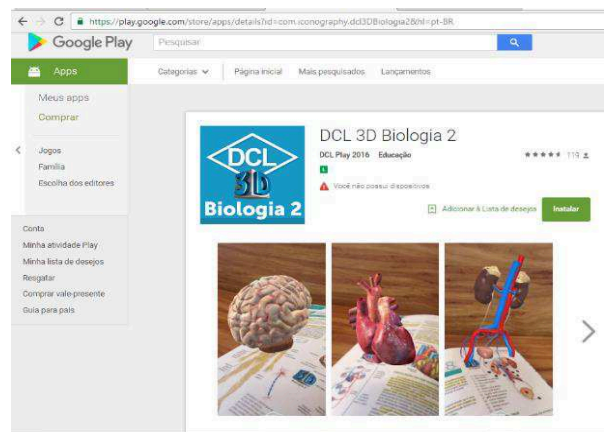 https://play.google.com/store/apps/details?id=com.iconography.dcl3DBiologia2&hl=pt-BR
Google Play
Pesquisar
Apps
Categorias
Página inicial
Mais pesquisados
Lançamentos
Meus apps
Comprar
Jogos
Família
Escolha dos editores
Conta
Minha atividade Play
Minha lista de desejos
Resgatar
Comprar vale-presente
Guia para pais
DCL
3D
Biologia 2
DCL 3D Biologia 2
DCL Play 2016 Educação
119
L
Você não possui dispositivos
Adicionar à Lista de desejos
Instalar
3D